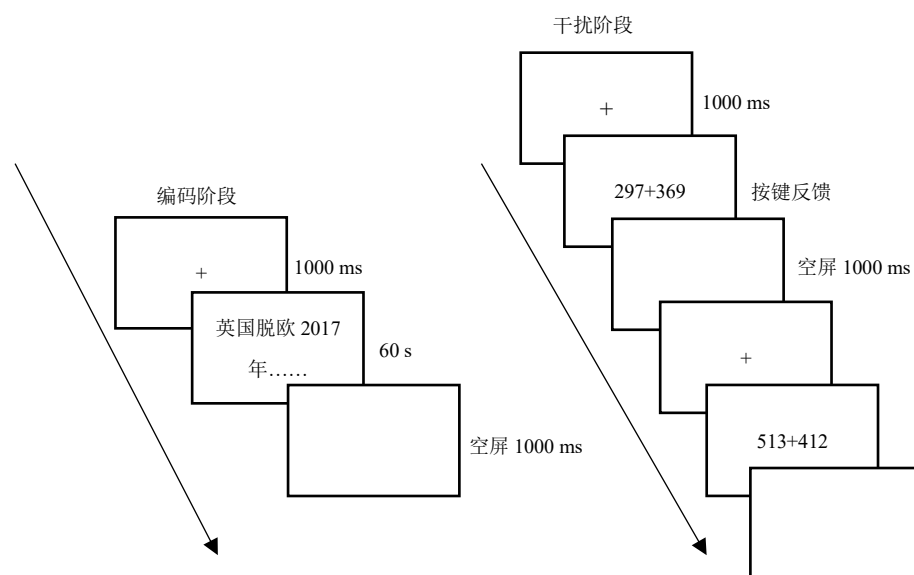 编码阶段
+
1000 ms
英国脱欧 2017
年……
60 s
空屏 1000 ms
干扰阶段
+
1000 ms
297+369
按键反馈
空屏 1000 ms
+
513+412